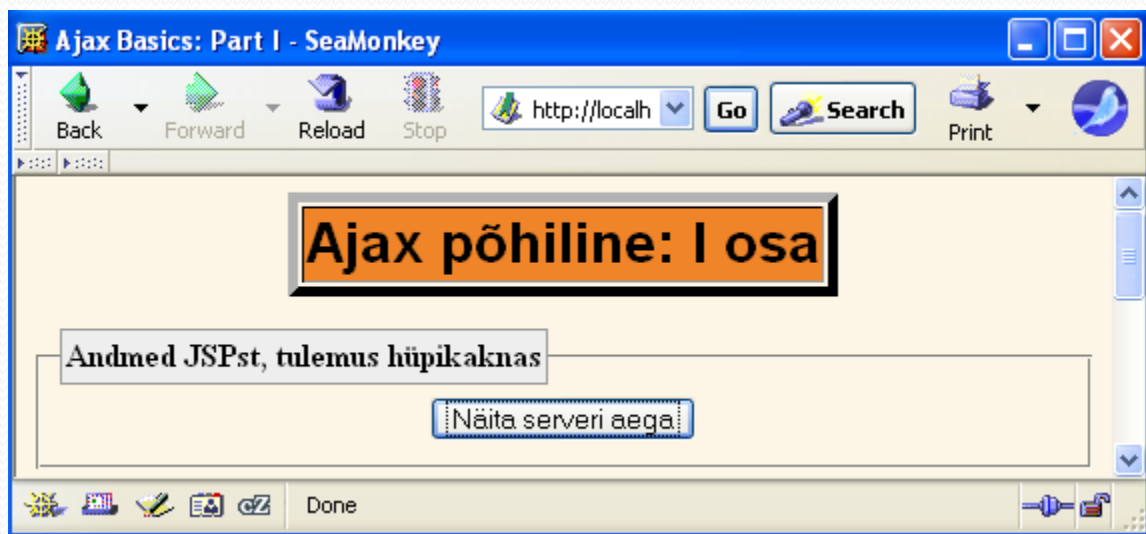 Ajax Basics: Part I - SeaMonkey
Back Forward Reload Stop http://localh Go Search Print
Ajax põhiline: I osa
Andmed JSPst, tulemus hüpikaknas
Näita serveri aega
Done